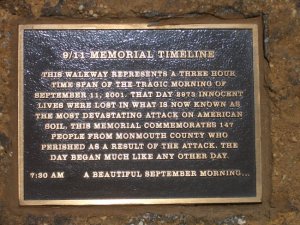 9/11 MEMORIAL TIMELINE
THIS WALKWAY REPRESENTS A THREE HOUR
TIME SPAN OF THE TRAGIC MORNING OF
SEPTEMBER 11, 2001. THAT DAY 2973 INNOCENT
LIVES WERE LOST IN WHAT IS NOW KNOWN AS
THE MOST DEVASTATING ATTACK ON AMERICAN
SOIL. THIS MEMORIAL COMMEMORATES 147
PEOPLE FROM MONMOUTH COUNTY WHO
PERISHED AS A RESULT OF THE ATTACK. THE
DAY BEGAN MUCH LIKE ANY OTHER DAY.
7:30 AM A BEAUTIFUL SEPTEMBER MORNING...